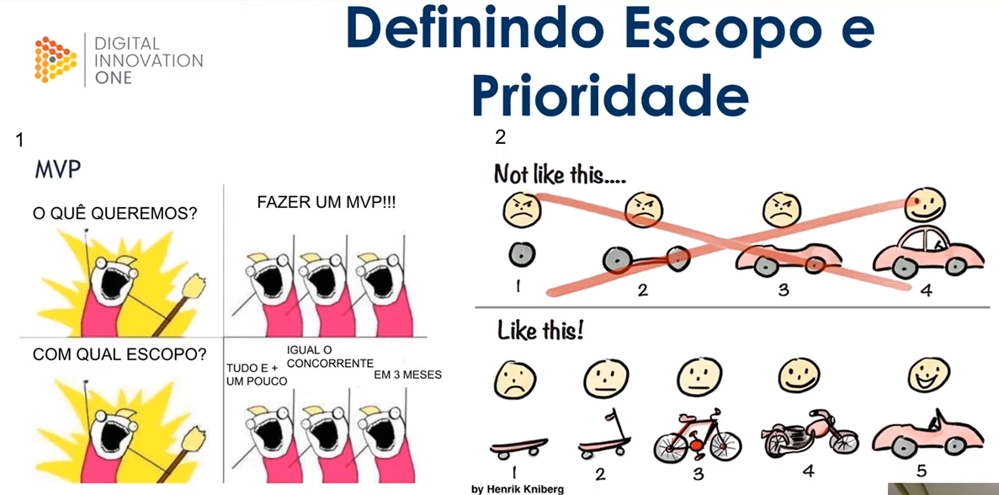 DIGITAL
INNOVATION
ONE
Definindo Escopo e
Prioridade
1
MVP
O QUÊ QUEREMOS?
FAZER UM MVP!!!
COM QUAL ESCOPO?
TUDO E +
UM POUCO
IGUAL O
CONCORRENTE
EM 3 MESES
2
Not like this....
1
2
3
4
Like this!
1
2
3
4
5
by Henrik Kniberg